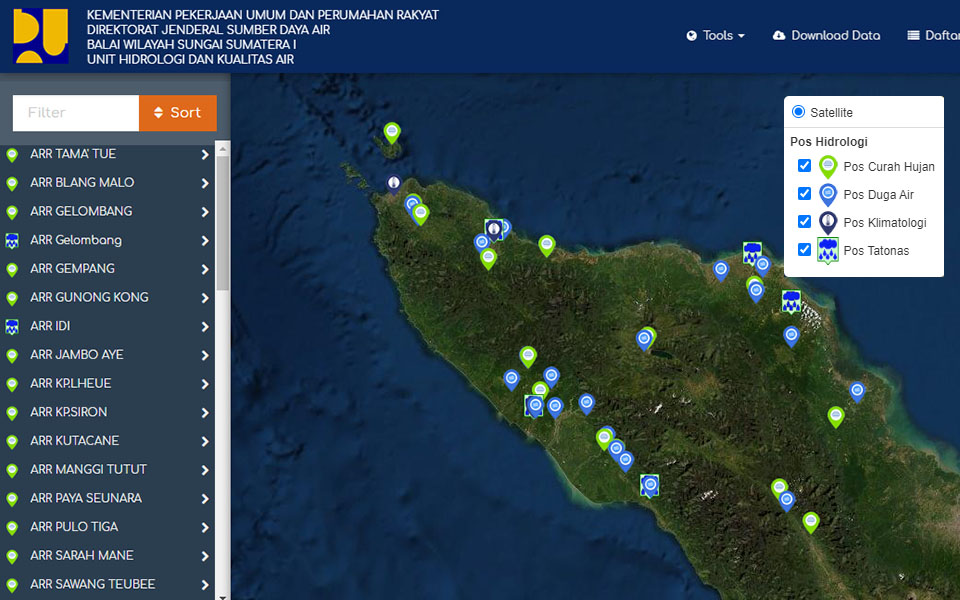 KEMENTERIAN PEKERJAAN UMUM DAN PERUMAHAN RAKYAT
DIREKTORAT JENDERAL SUMBER DAYA AIR
BALAI WILAYAH SUNGAI SUMATERA I
UNIT HIDROLOGI DAN KUALITAS AIR
Tools
Download Data
Daftar
Filter
Sort
ARR TAMA' TUE
ARR BLANG MALO
ARR GELOMBANG
ARR Gelombang
ARR GEMPANG
ARR GUNONG KONG
ARR IDI
ARR JAMBO AYE
ARR KP.LHEUE
ARR KP.SIRON
ARR KUTACANE
ARR MANGGI TUTUT
ARR PAYA SEUNARA
ARR PULO TIGA
ARR SARAH MANE
ARR SAWANG TEUBEE
Satellite
Pos Hidrologi
Pos Curah Hujan
Pos Duga Air
Pos Klimatologi
Pos Tatonas